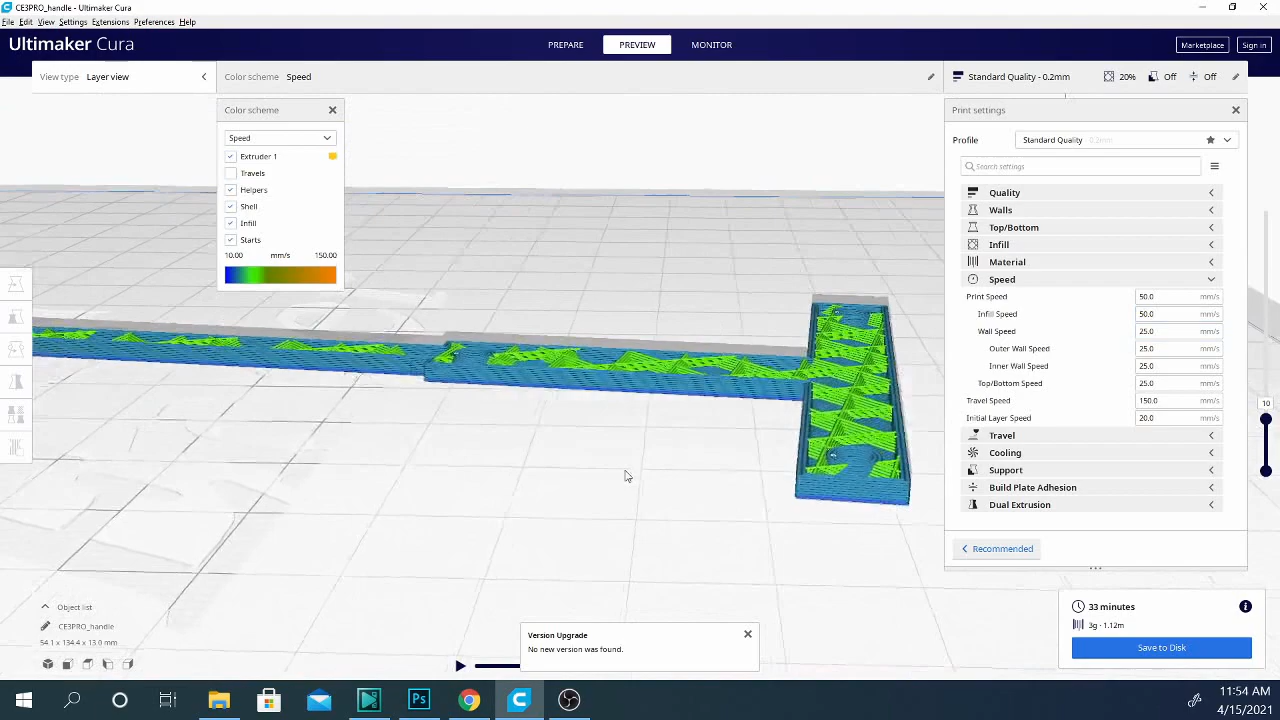 CE3PRO_handle - Ultimaker Cura
File Edit View Settings Extensions Preferences Help
Ultimaker Cura
PREPARE
PREVIEW
MONITOR
Marketplace
Sign in
View type Layer view
Color scheme Speed
Standard Quality - 0.2mm
20%
Off
Off
Color scheme
Speed
Extruder 1
Travels
Helpers
Shell
Infill
Starts
10.00 mm/s 150.00
Print settings
Profile Standard Quality - 0.2mm
Search settings
Quality
Walls
Top/Bottom
Infill
Material
Speed
Print Speed 50.0 mm/s
Infill Speed 50.0 mm/s
Wall Speed 25.0 mm/s
Outer Wall Speed 25.0 mm/s
Inner Wall Speed 25.0 mm/s
Top/Bottom Speed 25.0 mm/s
Travel Speed 150.0 mm/s
Initial Layer Speed 20.0 mm/s
Travel
Cooling
Support
Build Plate Adhesion
Dual Extrusion
Recommended
10
Object list
CE3PRO_handle
54.1 x 134.4 x 13.0 mm
Version Upgrade
No new version was found.
33 minutes
3g · 1.12m
Save to Disk
Ps
11:54 AM
4/15/2021